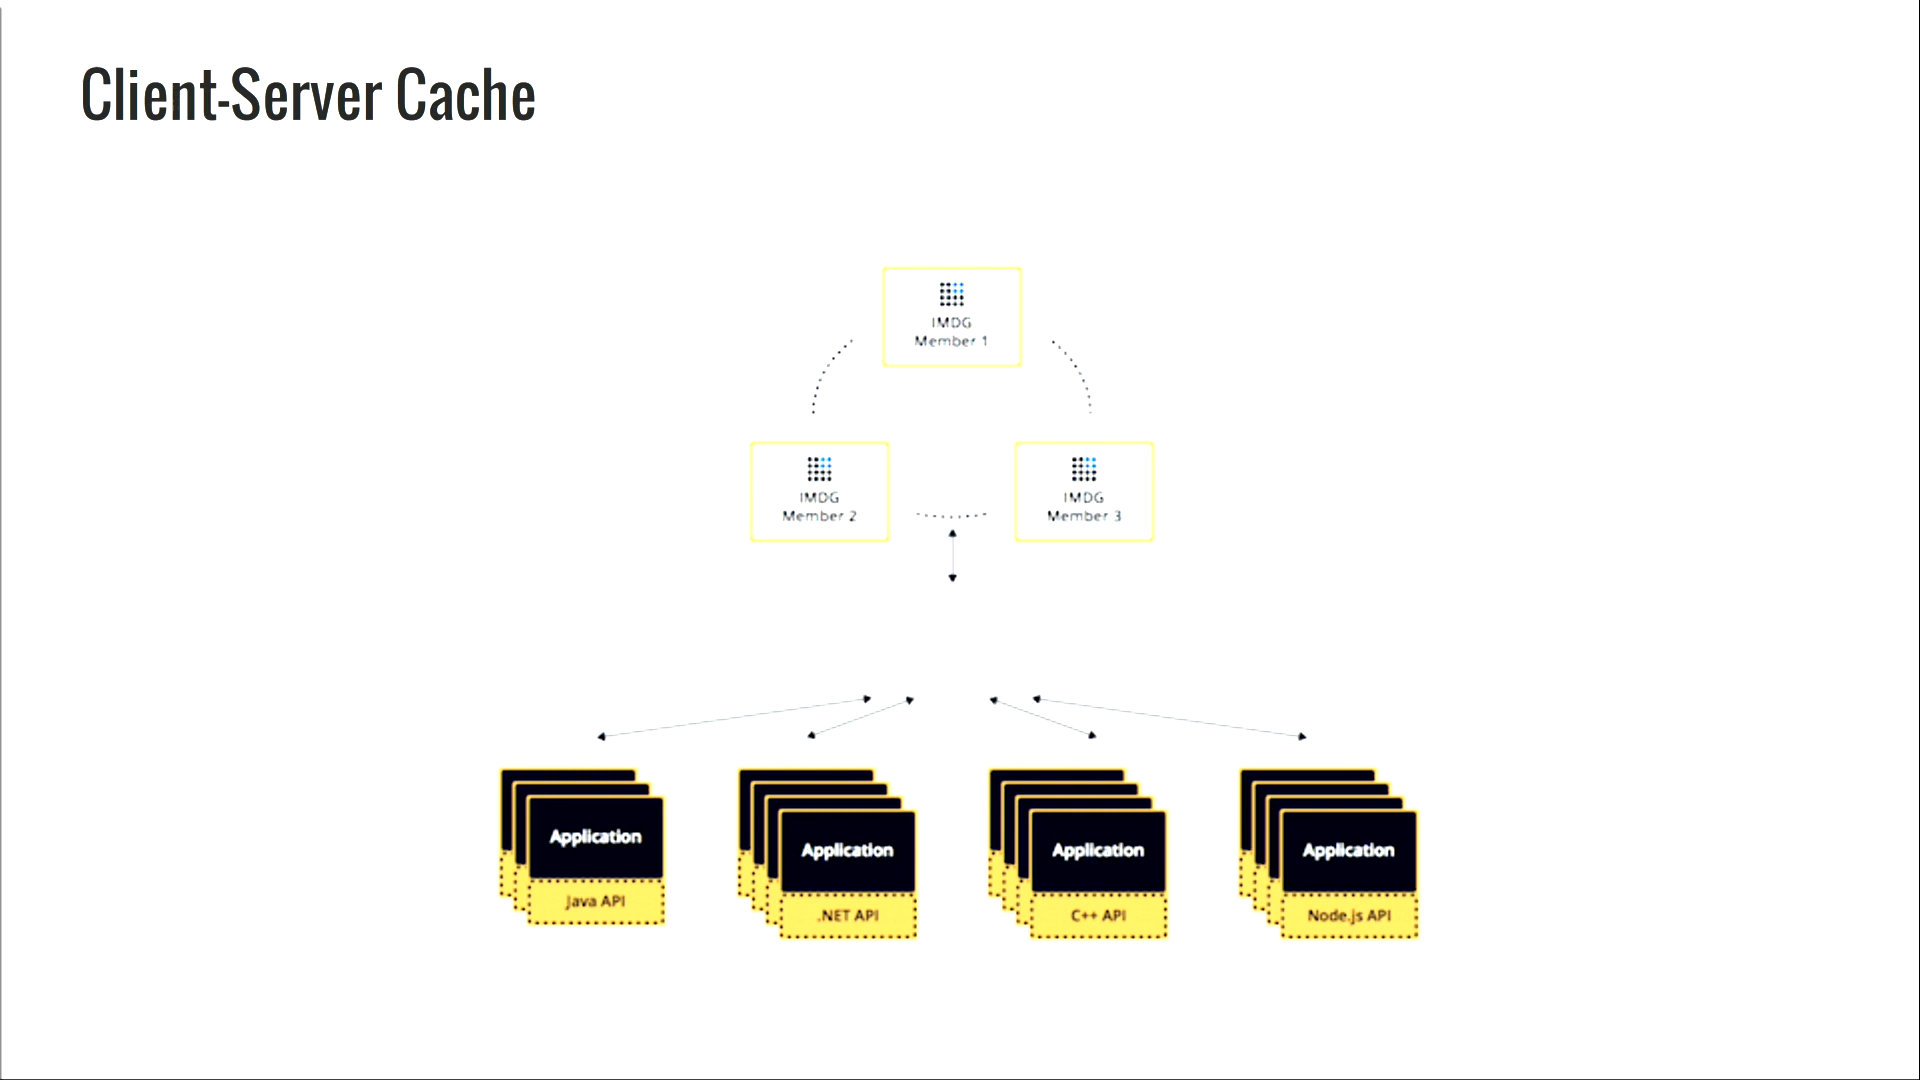 Client-Server Cache
IMDG
Member 1
IMDG
Member 2
IMDG
Member 3
Application
Java API
Application
.NET API
Application
C++ API
Application
Node.js API